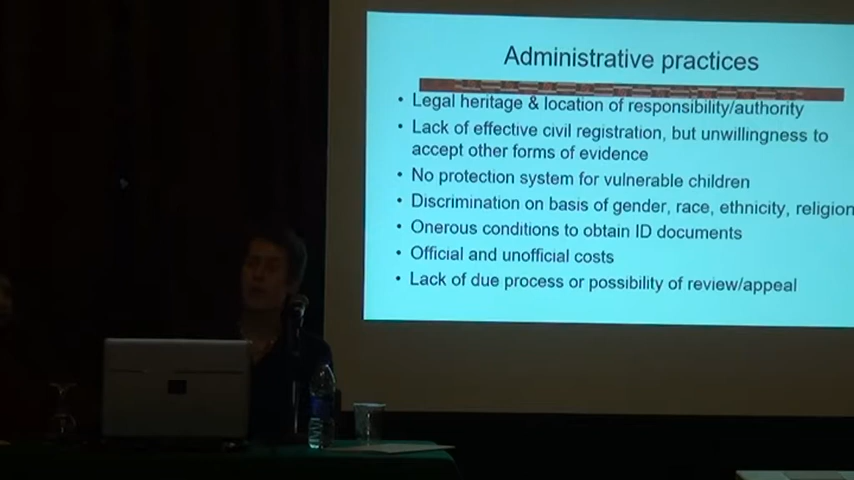 Administrative practices
• Legal heritage & location of responsibility/authority
• Lack of effective civil registration, but unwillingness to
accept other forms of evidence
• No protection system for vulnerable children
• Discrimination on basis of gender, race, ethnicity, religion
• Onerous conditions to obtain ID documents
• Official and unofficial costs
• Lack of due process or possibility of review/appeal